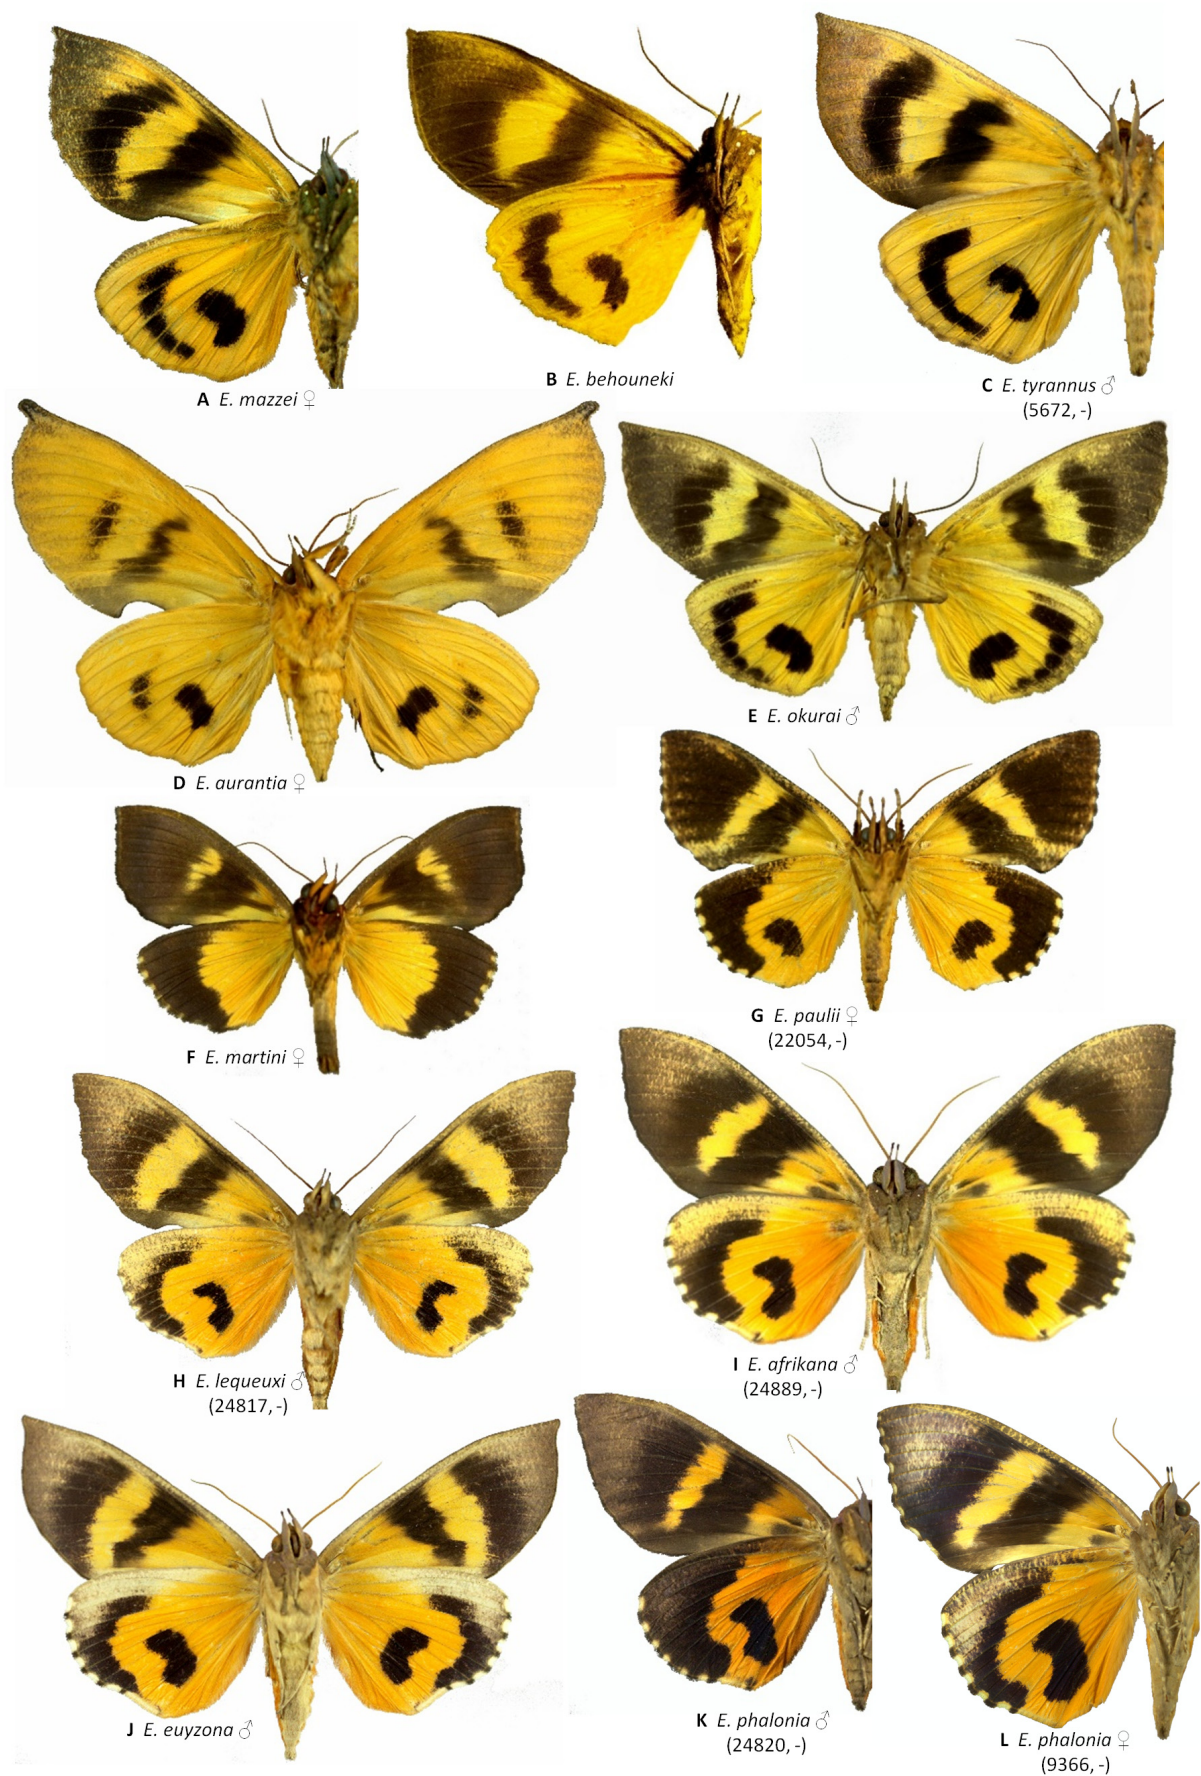 A E. mazzei ♀
B E. behouneki
C E. tyrannus ♂
(5672, -)
D E. aurantia ♀
E E. okurai ♂
F E. martini ♀
G E. paulii ♀
(22054, -)
H E. lequeuxi ♂
(24817, -)
I E. afrikana ♂
(24889, -)
J E. euyzona ♂
K E. phalonia ♂
(24820, -)
L E. phalonia ♀
(9366, -)